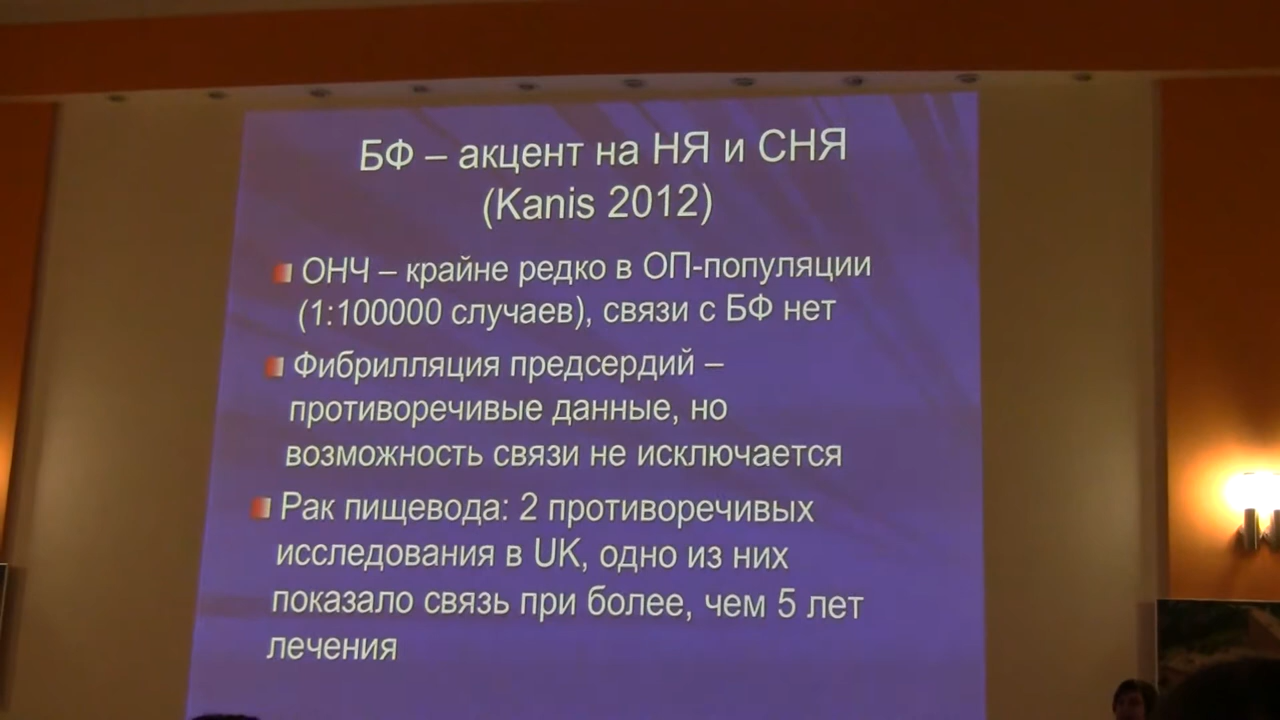 БФ – акцент на НЯ и СНЯ
(Kanis 2012)
ОНЧ – крайне редко в ОП-популяции
(1:100000 случаев), связи с БФ нет
Фибрилляция предсердий –
противоречивые данные, но
возможность связи не исключается
Рак пищевода: 2 противоречивых
исследования в UK, одно из них
показало связь при более, чем 5 лет
лечения